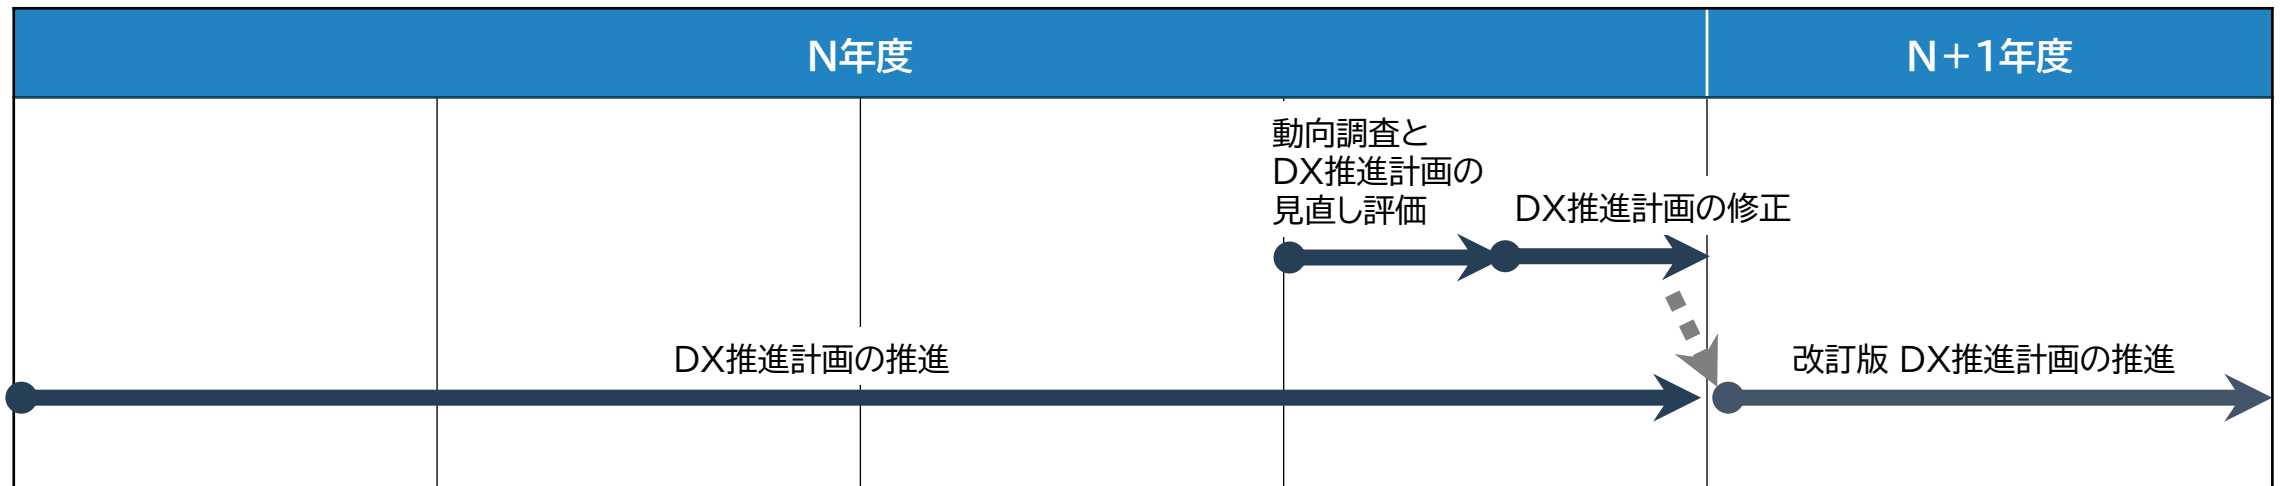 N年度
N＋1年度
動向調査と
DX推進計画の
見直し評価
DX推進計画の修正
DX推進計画の推進
改訂版 DX推進計画の推進